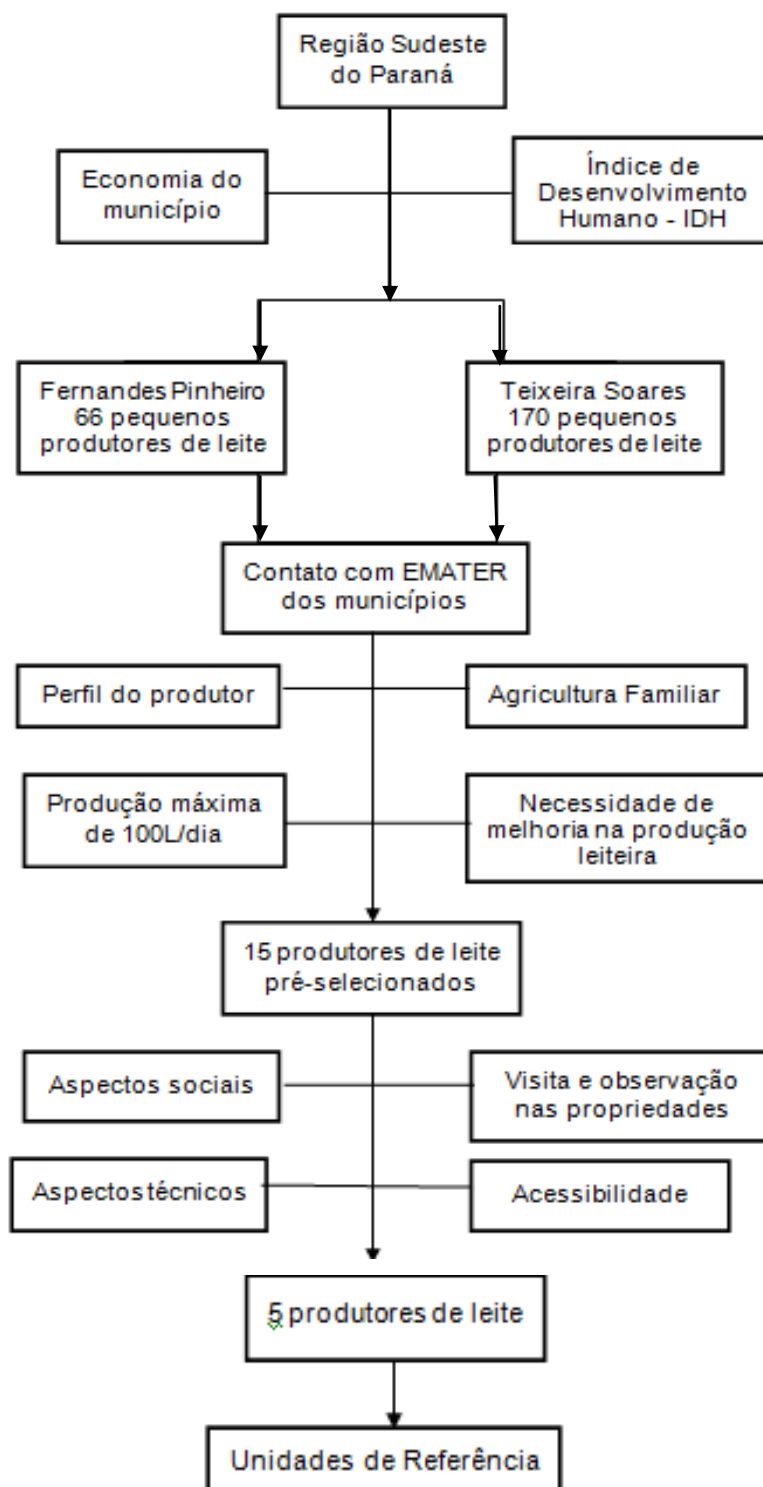 Região Sudeste
do Paraná
Economia do
município
Índice de
Desenvolvimento
Humano - IDH
Fernandes Pinheiro
66 pequenos
produtores de leite
Teixeira Soares
170 pequenos
produtores de leite
Contato com EMATER
dos municípios
Perfil do produtor
Agricultura Familiar
Produção máxima
de 100L/dia
Necessidade de
melhoria na produção
leiteira
15 produtores de leite
pré-selecionados
Aspectos sociais
Visita e observação
nas propriedades
Aspectos técnicos
Acessibilidade
5 produtores de leite
Unidades de Referência